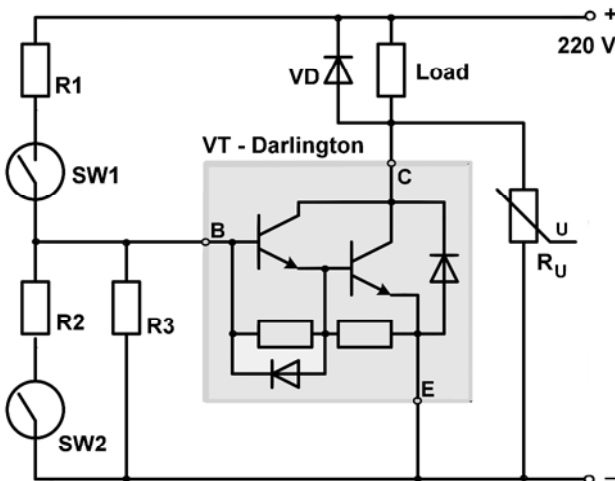 +
220 V
R1
VD
Load
VT - Darlington
SW1
C
B
U
RU
R2
R3
E
SW2
−